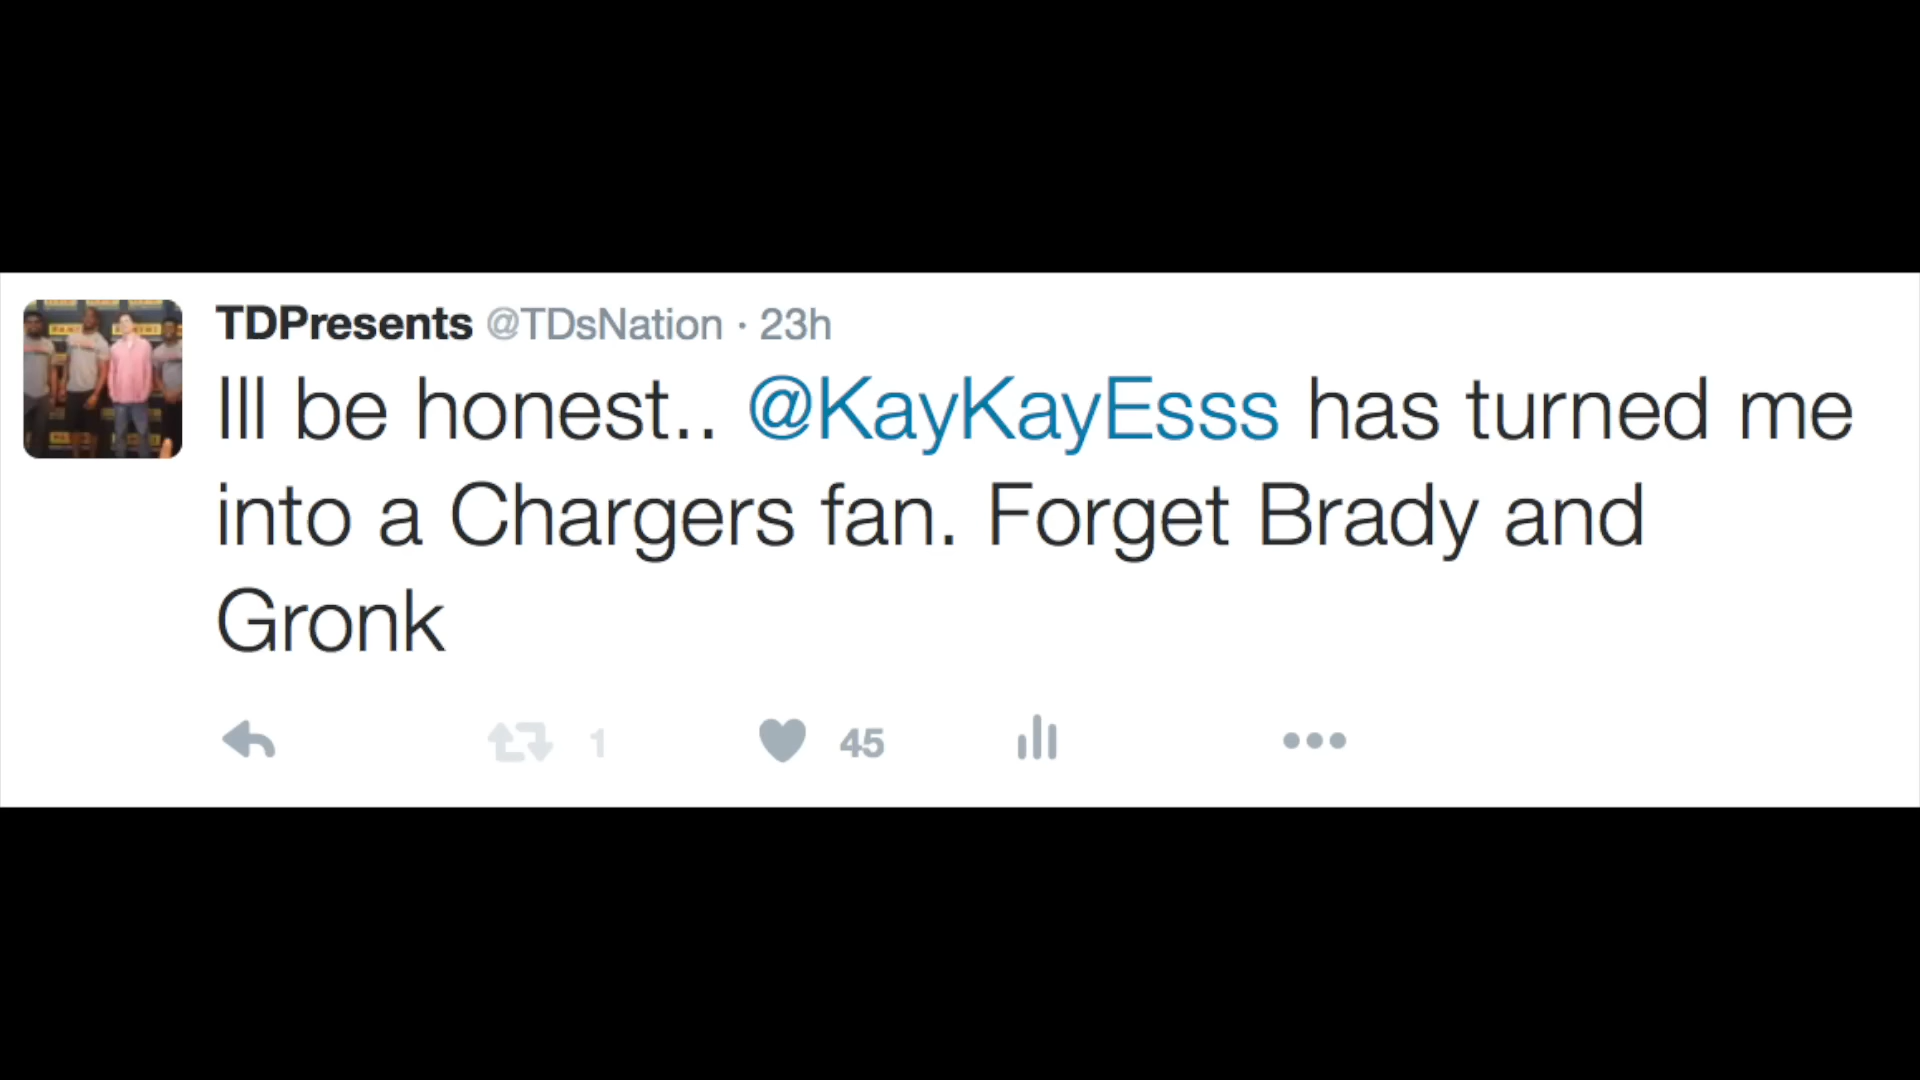 TDPresents @TDsNation · 23h
Ill be honest.. @KayKayEsss has turned me
into a Chargers fan. Forget Brady and
Gronk
1 45